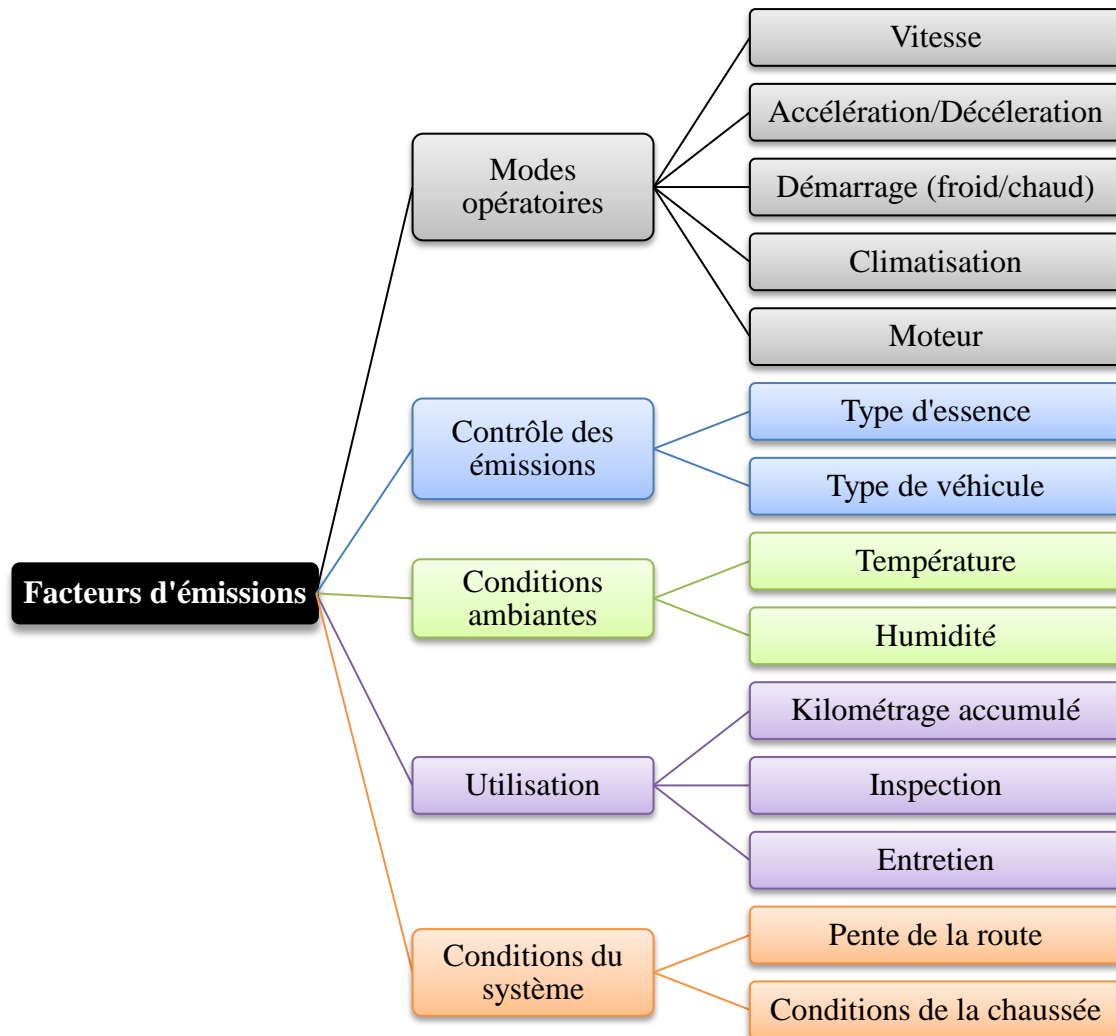 Facteurs d'émissions
Modes
opératoires
Vitesse
Accélération/Décéleration
Démarrage (froid/chaud)
Climatisation
Moteur
Contrôle des
émissions
Type d'essence
Type de véhicule
Conditions
ambiantes
Température
Humidité
Utilisation
Kilométrage accumulé
Inspection
Entretien
Conditions du
système
Pente de la route
Conditions de la chaussée